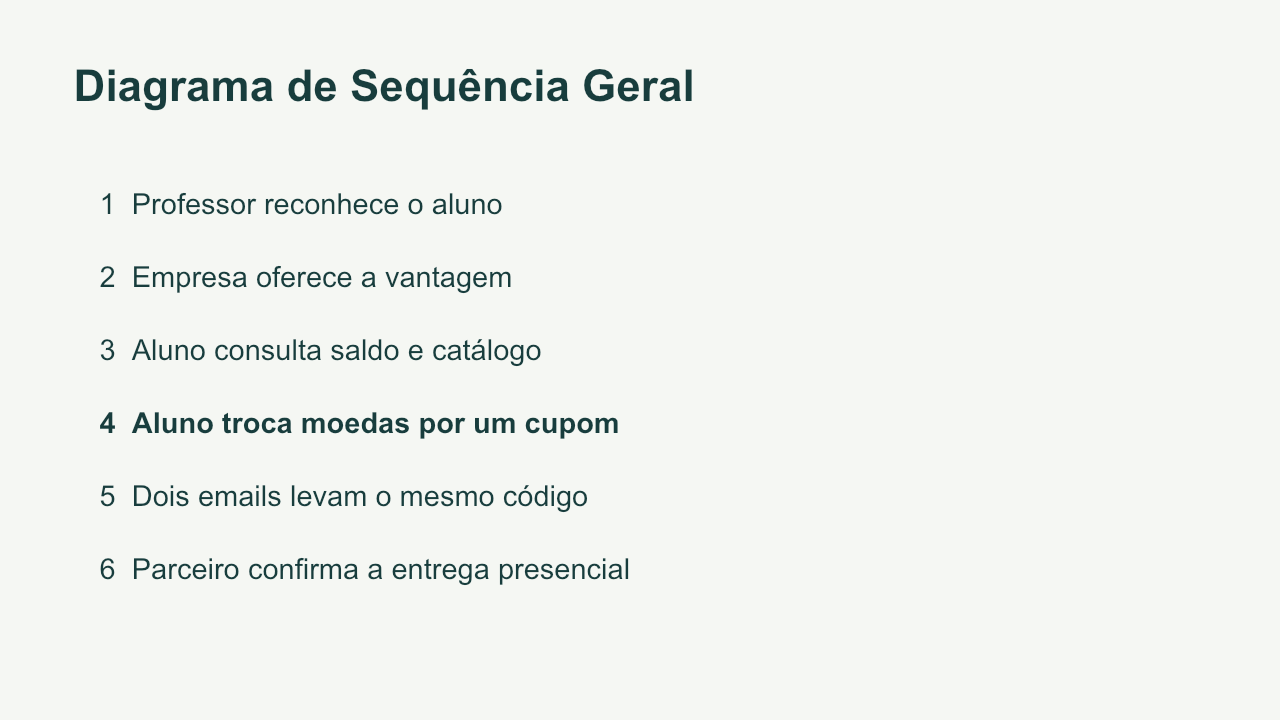 Diagrama de Sequência Geral
1 Professor reconhece o aluno
2 Empresa oferece a vantagem
3 Aluno consulta saldo e catálogo
4 Aluno troca moedas por um cupom
5 Dois emails levam o mesmo código
6 Parceiro confirma a entrega presencial